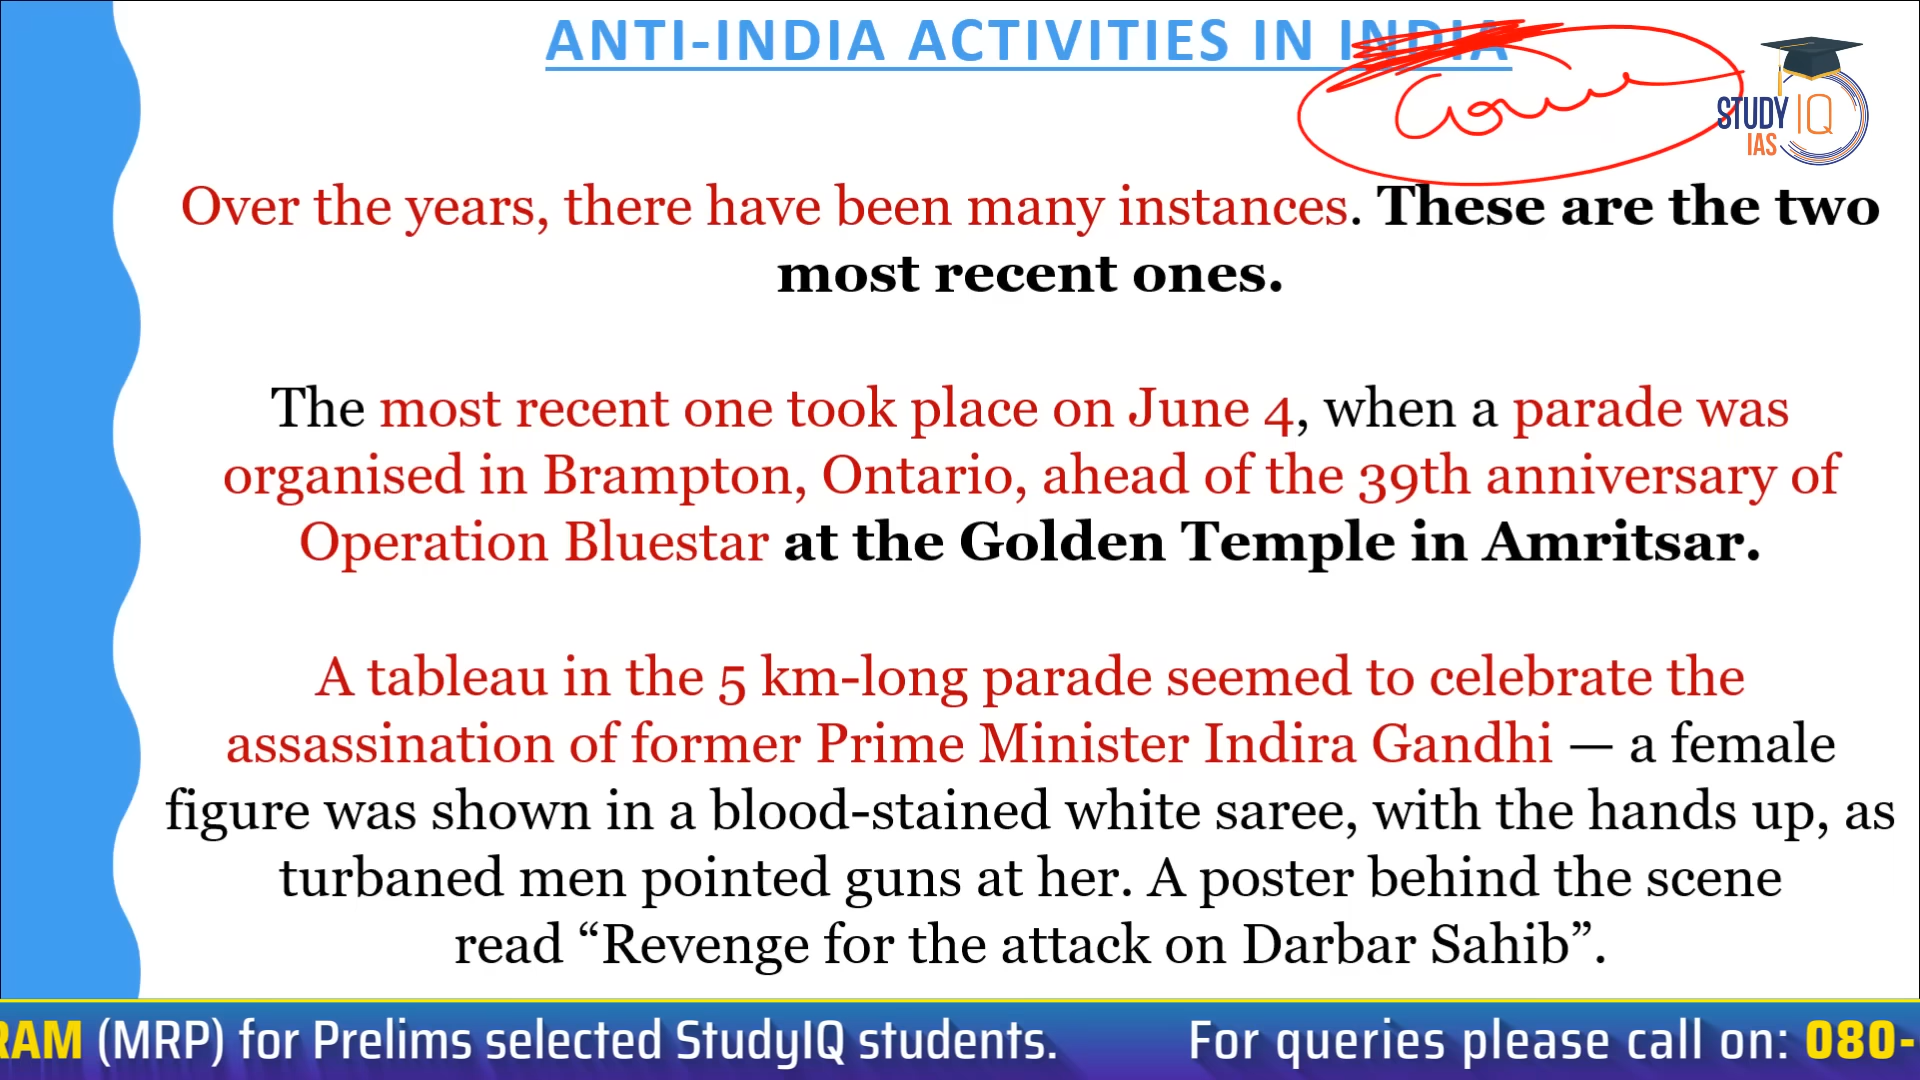 ANTI-INDIA ACTIVITIES IN INDIA
STUDY IQ
IAS
Over the years, there have been many instances. These are the two
most recent ones.
The most recent one took place on June 4, when a parade was
organised in Brampton, Ontario, ahead of the 39th anniversary of
Operation Bluestar at the Golden Temple in Amritsar.
A tableau in the 5 km-long parade seemed to celebrate the
assassination of former Prime Minister Indira Gandhi — a female
figure was shown in a blood-stained white saree, with the hands up, as
turbaned men pointed guns at her. A poster behind the scene
read “Revenge for the attack on Darbar Sahib”.
RAM (MRP) for Prelims selected StudyIQ students. For queries please call on: 080-